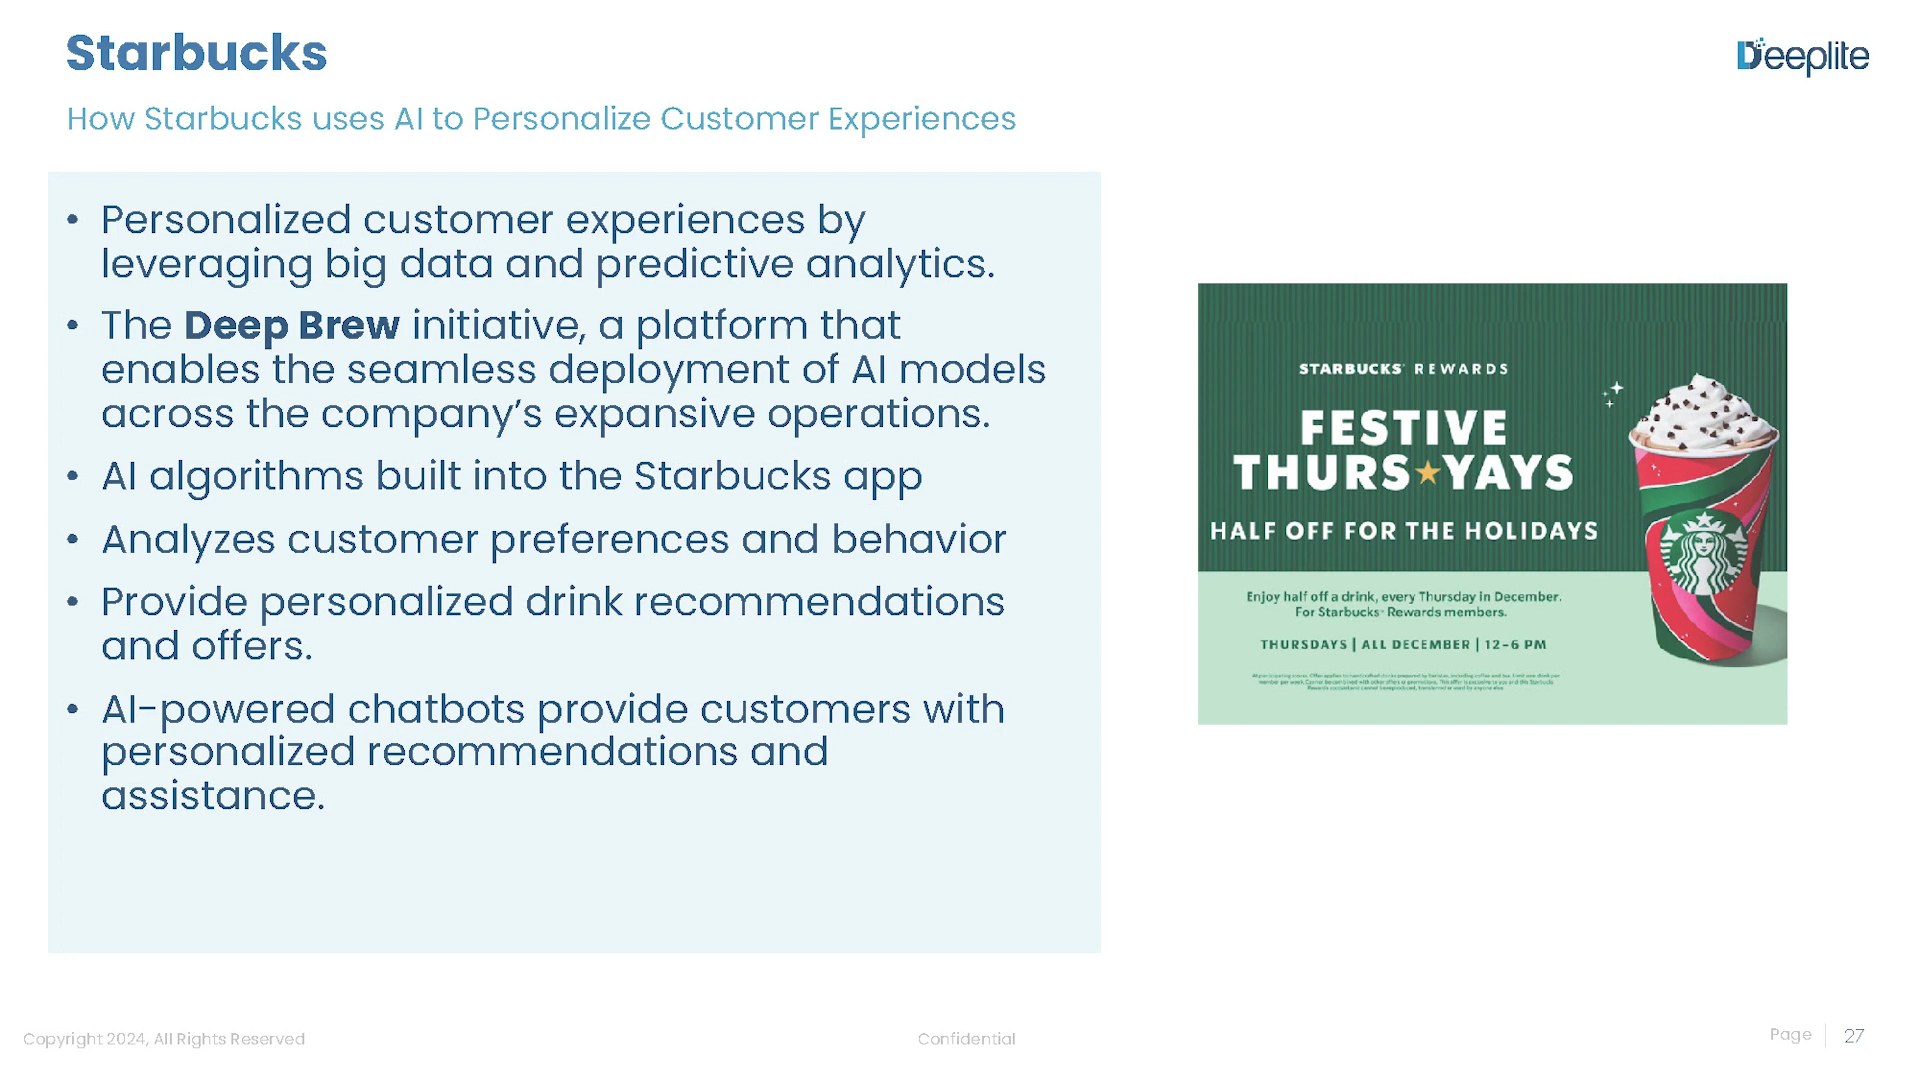 Starbucks
Deeplite
How Starbucks uses AI to Personalize Customer Experiences
• Personalized customer experiences by
leveraging big data and predictive analytics.
• The Deep Brew initiative, a platform that
enables the seamless deployment of AI models
across the company’s expansive operations.
• AI algorithms built into the Starbucks app
• Analyzes customer preferences and behavior
• Provide personalized drink recommendations
and offers.
• AI-powered chatbots provide customers with
personalized recommendations and
assistance.
STARBUCKS® REWARDS
FESTIVE
THURS★YAYS
HALF OFF FOR THE HOLIDAYS
Enjoy half off a drink, every Thursday in December.
For Starbucks® Rewards members.
THURSDAYS | ALL DECEMBER | 12–6 PM
Copyright 2024, All Rights Reserved
Confidential
Page | 27